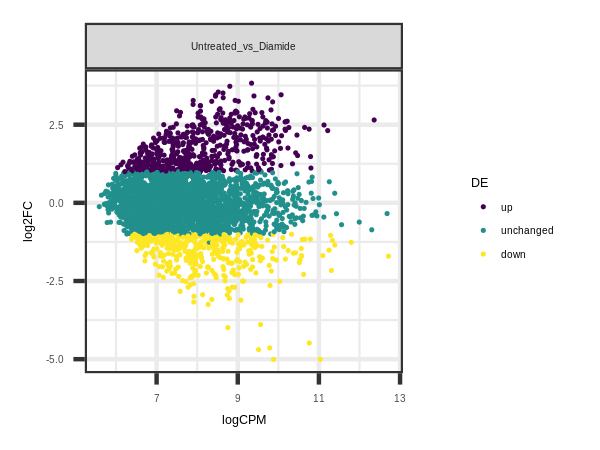 Untreated_vs_Diamide
log2FC
2.5
0.0
-2.5
-5.0
7
9
11
13
logCPM
DE
up
unchanged
down